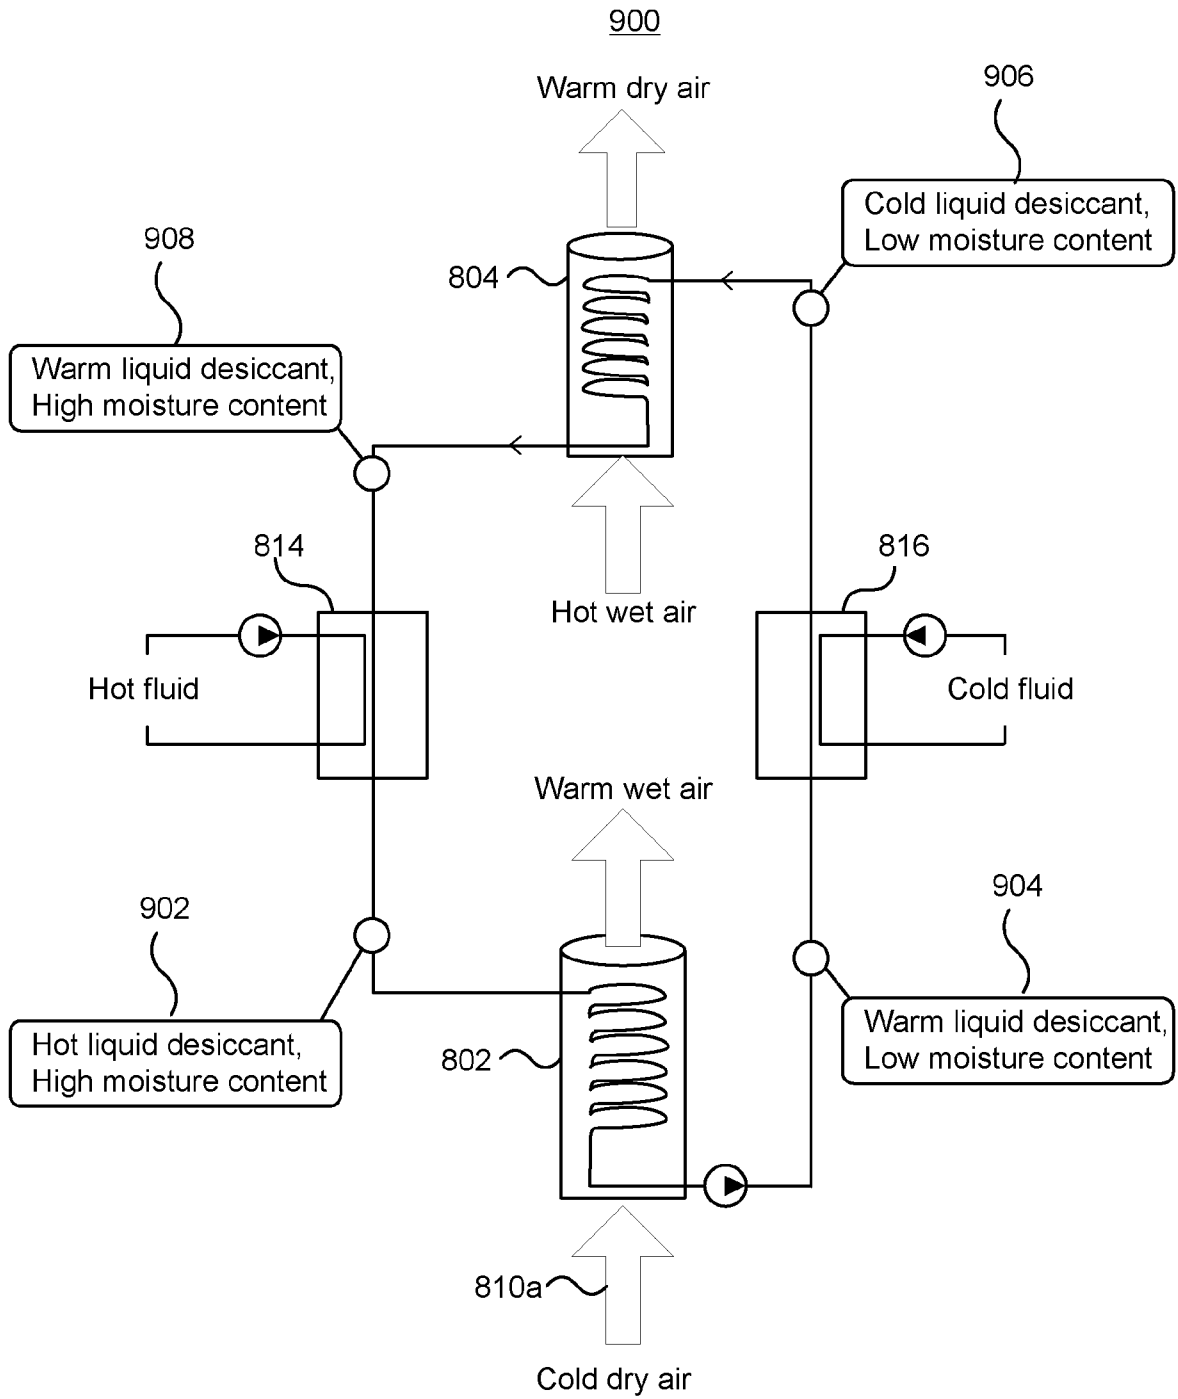 900
Warm dry air
906
Cold liquid desiccant,
Low moisture content
908
804
Warm liquid desiccant,
High moisture content
814
816
Hot wet air
Hot fluid
Cold fluid
Warm wet air
902
904
Hot liquid desiccant,
High moisture content
802
Warm liquid desiccant,
Low moisture content
810a
Cold dry air